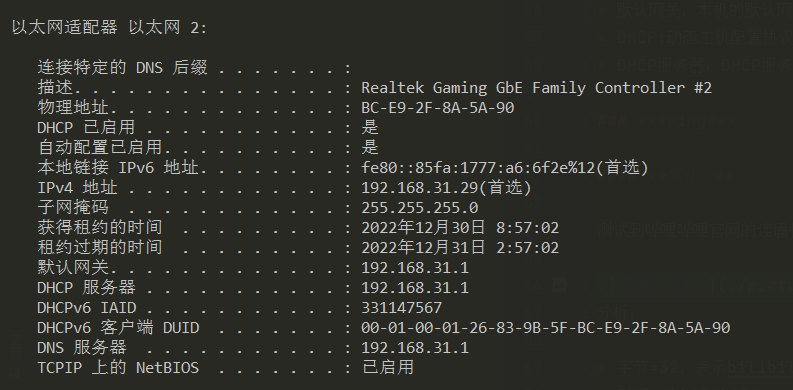 以太网适配器 以太网 2:
连接特定的 DNS 后缀 . . . . . . . :
描述. . . . . . . . . . . . . . . : Realtek Gaming GbE Family Controller #2
物理地址. . . . . . . . . . . . . : BC-E9-2F-8A-5A-90
DHCP 已启用 . . . . . . . . . . . : 是
自动配置已启用. . . . . . . . . . : 是
本地链接 IPv6 地址. . . . . . . . : fe80::85fa:1777:a6:6f2e%12(首选)
IPv4 地址 . . . . . . . . . . . . : 192.168.31.29(首选)
子网掩码  . . . . . . . . . . . . : 255.255.255.0
获得租约的时间  . . . . . . . . . : 2022年12月30日 8:57:02
租约过期的时间  . . . . . . . . . : 2022年12月31日 2:57:02
默认网关. . . . . . . . . . . . . : 192.168.31.1
DHCP 服务器 . . . . . . . . . . . : 192.168.31.1
DHCPv6 IAID . . . . . . . . . . . : 331147567
DHCPv6 客户端 DUID  . . . . . . . : 00-01-00-01-26-83-9B-5F-BC-E9-2F-8A-5A-90
DNS 服务器  . . . . . . . . . . . : 192.168.31.1
TCPIP 上的 NetBIOS  . . . . . . . : 已启用